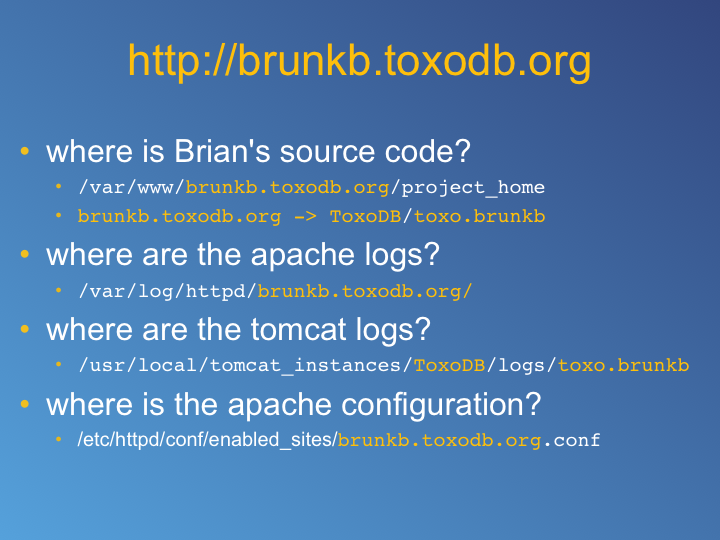 http://brunkb.toxodb.org
• where is Brian's source code?
• /var/www/brunkb.toxodb.org/project_home
• brunkb.toxodb.org -> ToxoDB/toxo.brunkb
• where are the apache logs?
• /var/log/httpd/brunkb.toxodb.org/
• where are the tomcat logs?
• /usr/local/tomcat_instances/ToxoDB/logs/toxo.brunkb
• where is the apache configuration?
• /etc/httpd/conf/enabled_sites/brunkb.toxodb.org.conf